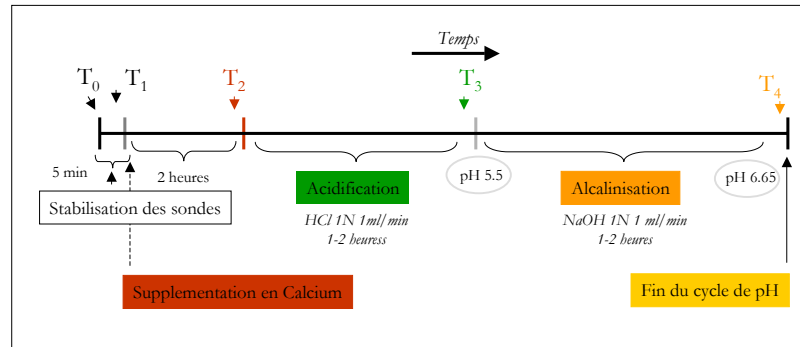 Temps
T0
T1
T2
T3
T4
5 min
2 heures
Stabilisation des sondes
Acidification
HCl 1N 1ml/min
1-2 heuress
pH 5.5
Alcalinisation
NaOH 1N 1 ml/min
1-2 heures
pH 6.65
Supplementation en Calcium
Fin du cycle de pH